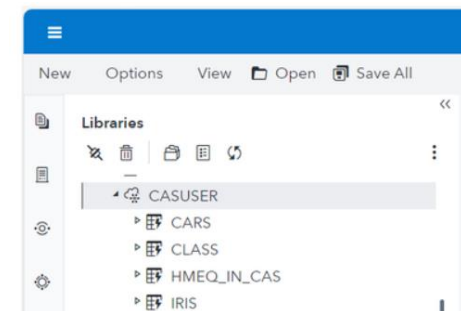 New Options View Open Save All
Libraries
CASUSER
CARS
CLASS
HMEQ_IN_CAS
IRIS